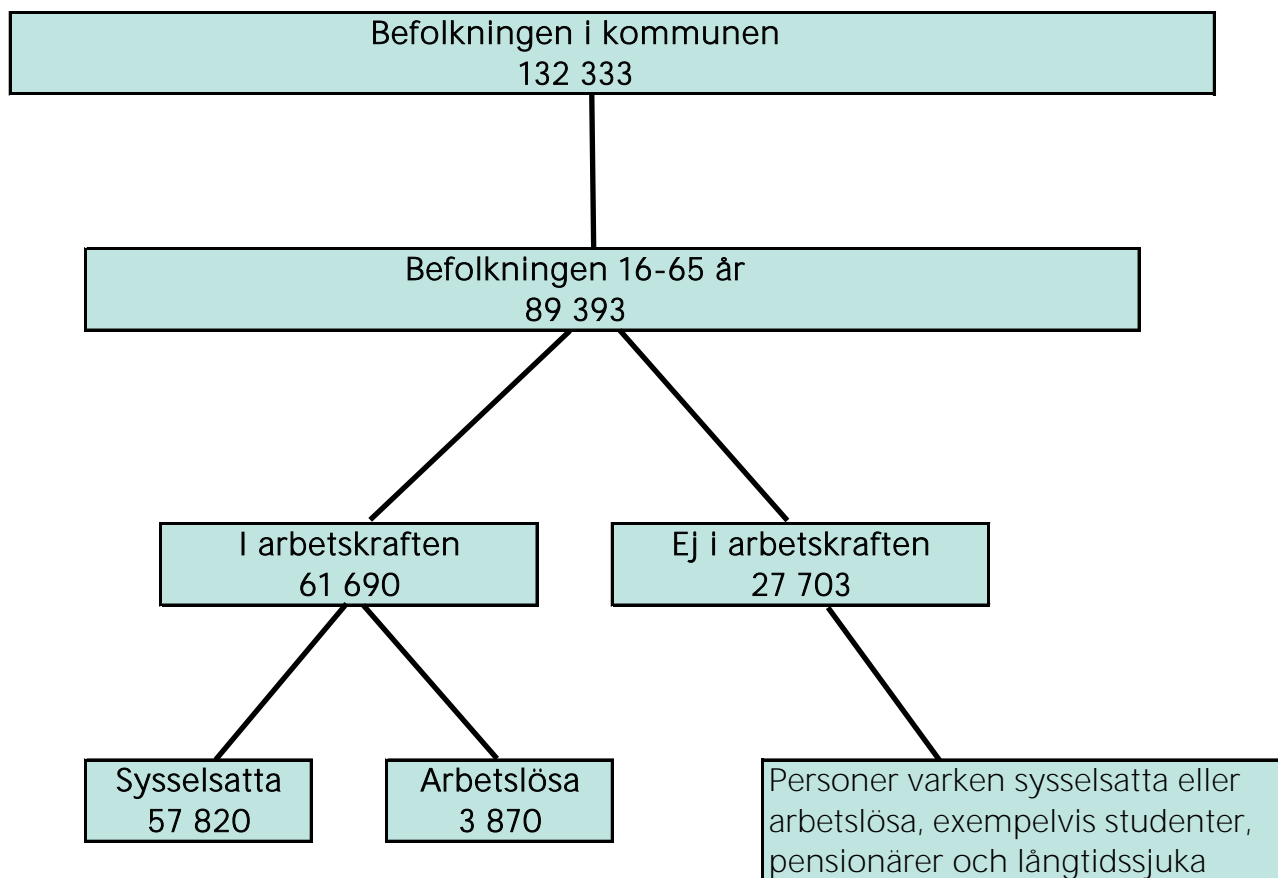 Befolkningen i kommunen
132 333
Befolkningen 16-65 år
89 393
I arbetskraften
61 690
Ej i arbetskraften
27 703
Sysselsatta
57 820
Arbetslösa
3 870
Personer varken sysselsatta eller
arbetslösa, exempelvis studenter,
pensionärer och långtidssjuka